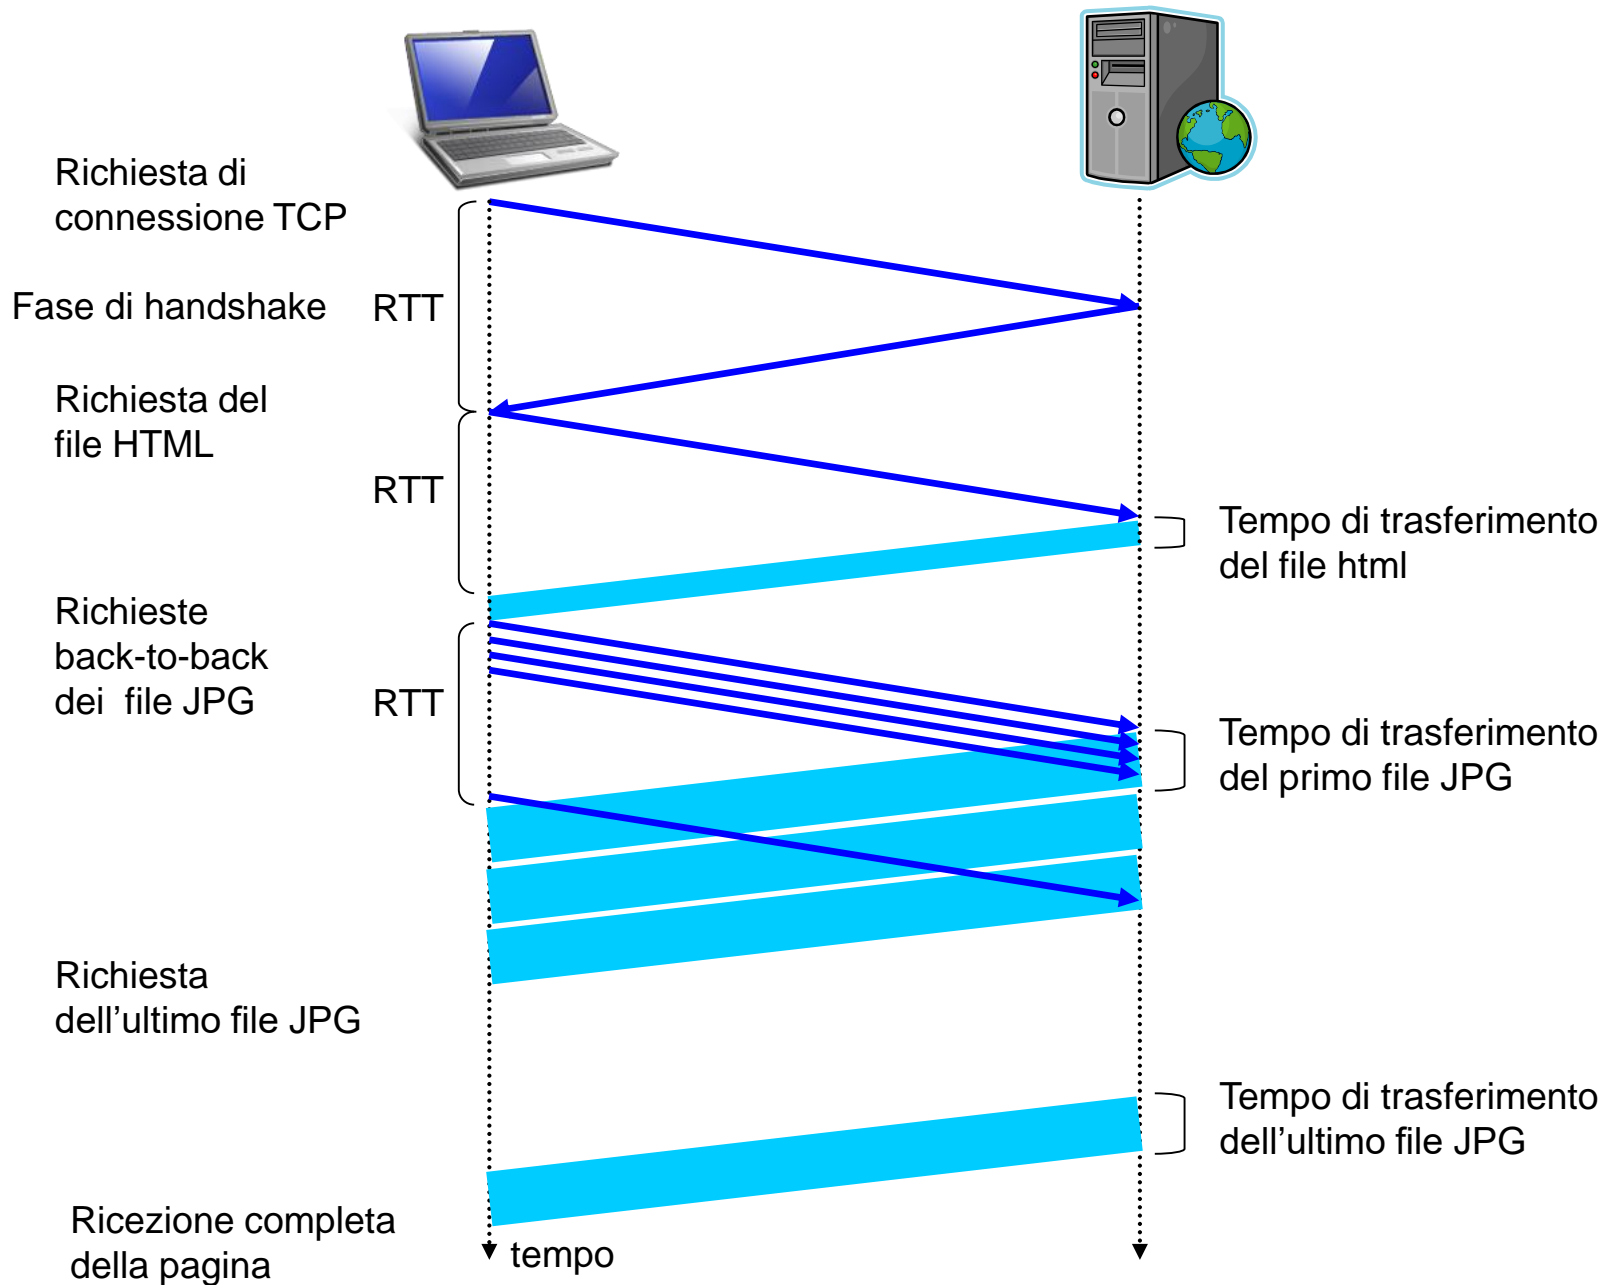 Richiesta di
connessione TCP
Fase di handshake
RTT
Richiesta del
file HTML
RTT
Tempo di trasferimento
del file html
Richieste
back-to-back
dei file JPG
RTT
Tempo di trasferimento
del primo file JPG
Richiesta
dell’ultimo file JPG
Tempo di trasferimento
dell’ultimo file JPG
Ricezione completa
della pagina
tempo